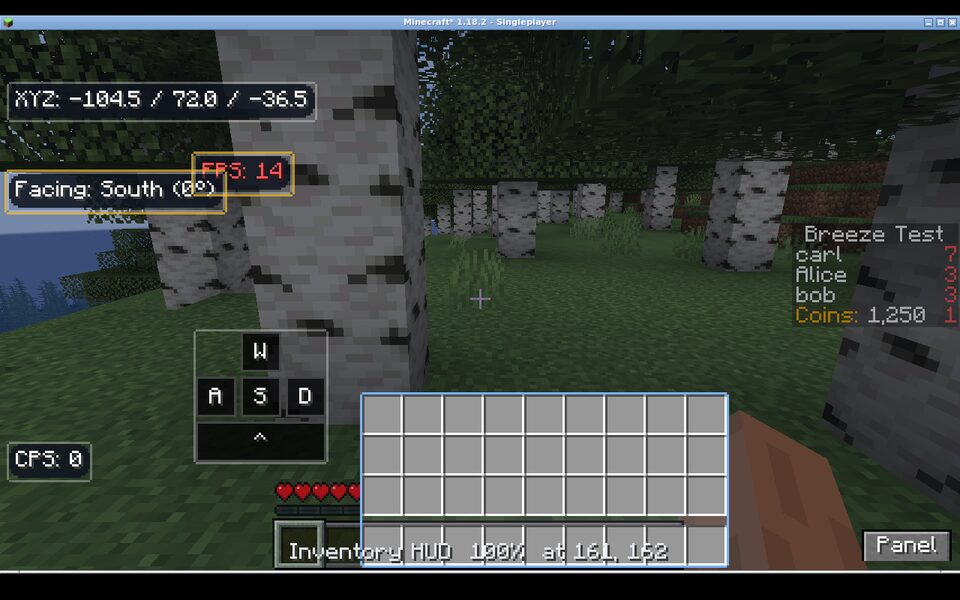 Minecraft* 1.18.2 - Singleplayer
XYZ: -104.5 / 72.0 / -36.5
FPS: 14
Facing: South (0°)
Breeze Test
carl 7
Alice 3
bob 3
Coins: 1,250 1
W
A S D
^
CPS: 0
Inventory HUD 100% at 161, 162
Panel